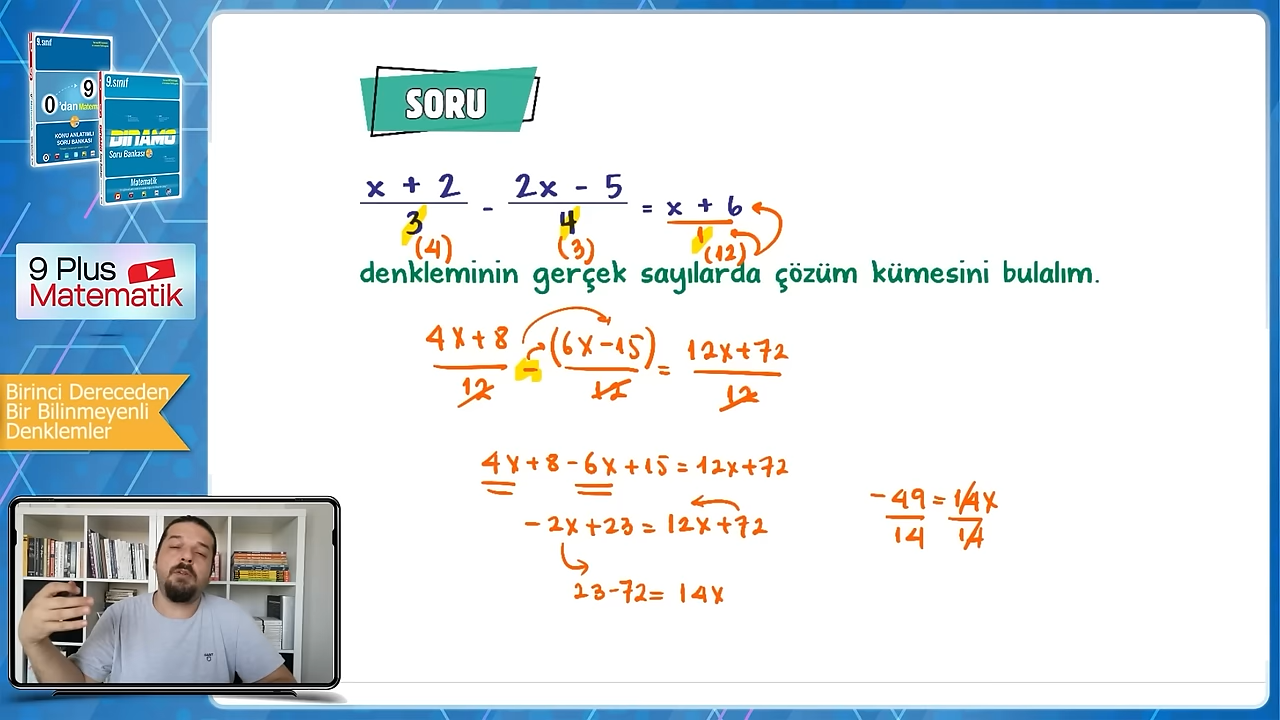 9.sınıf
0'dan 9
Matematik
KONU ANLATIMLI
SORU BANKASI
9.sınıf
DİNAMO
Soru Bankası
Matematik
9 Plus
Matematik
Birinci Dereceden
Bir Bilinmeyenli
Denklemler
SORU
x + 2 2x - 5 x + 6
- =
3 4 1
(4) (3) (12)
denkleminin gerçek sayılarda çözüm kümesini bulalım.
4x+8 - (6x-15) = 12x+72
12 12 12
4x+8-6x+15=12x+72
-2x+23=12x+72
23-72=14x
-49=14x
14 14